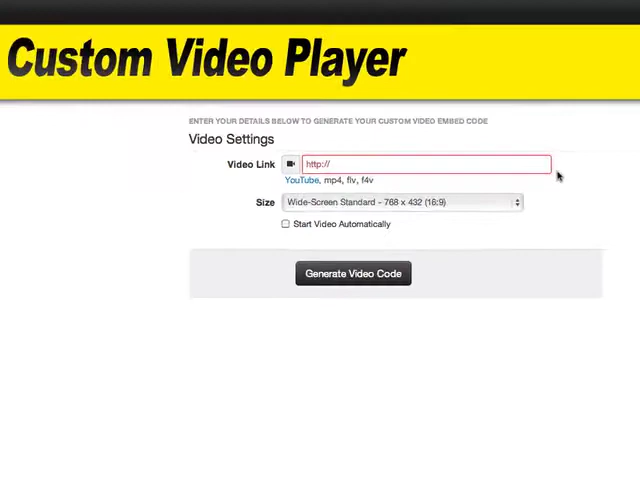 Custom Video Player
ENTER YOUR DETAILS BELOW TO GENERATE YOUR CUSTOM VIDEO EMBED CODE
Video Settings
Video Link http://
YouTube, mp4, flv, f4v
Size Wide-Screen Standard - 768 x 432 (16:9)
Start Video Automatically
Generate Video Code